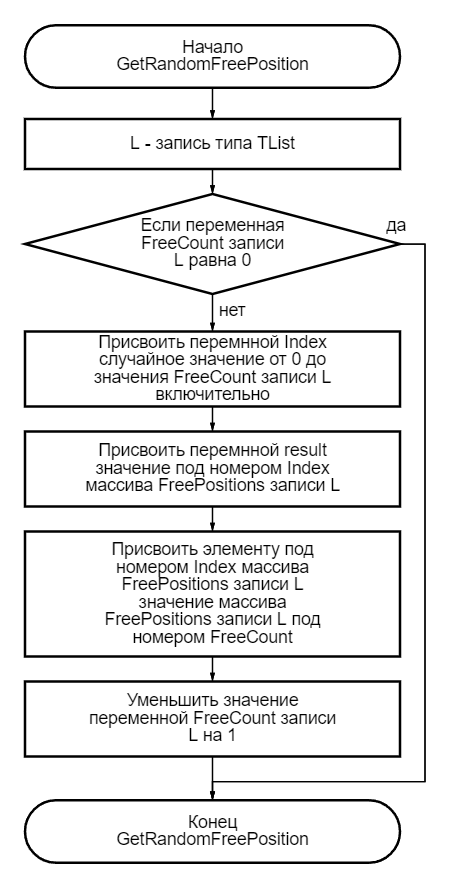 Начало
GetRandomFreePosition
L - запись типа TList
Если переменная
FreeCount записи
L равна 0
да
нет
Присвоить перемнной Index
случайное значение от 0 до
значения FreeCount записи L
включительно
Присвоить перемнной result
значение под номером Index
массива FreePositions записи L
Присвоить элементу под
номером Index массива
FreePositions записи L
значение массива
FreePositions записи L под
номером FreeCount
Уменьшить значение
переменной FreeCount записи
L на 1
Конец
GetRandomFreePosition